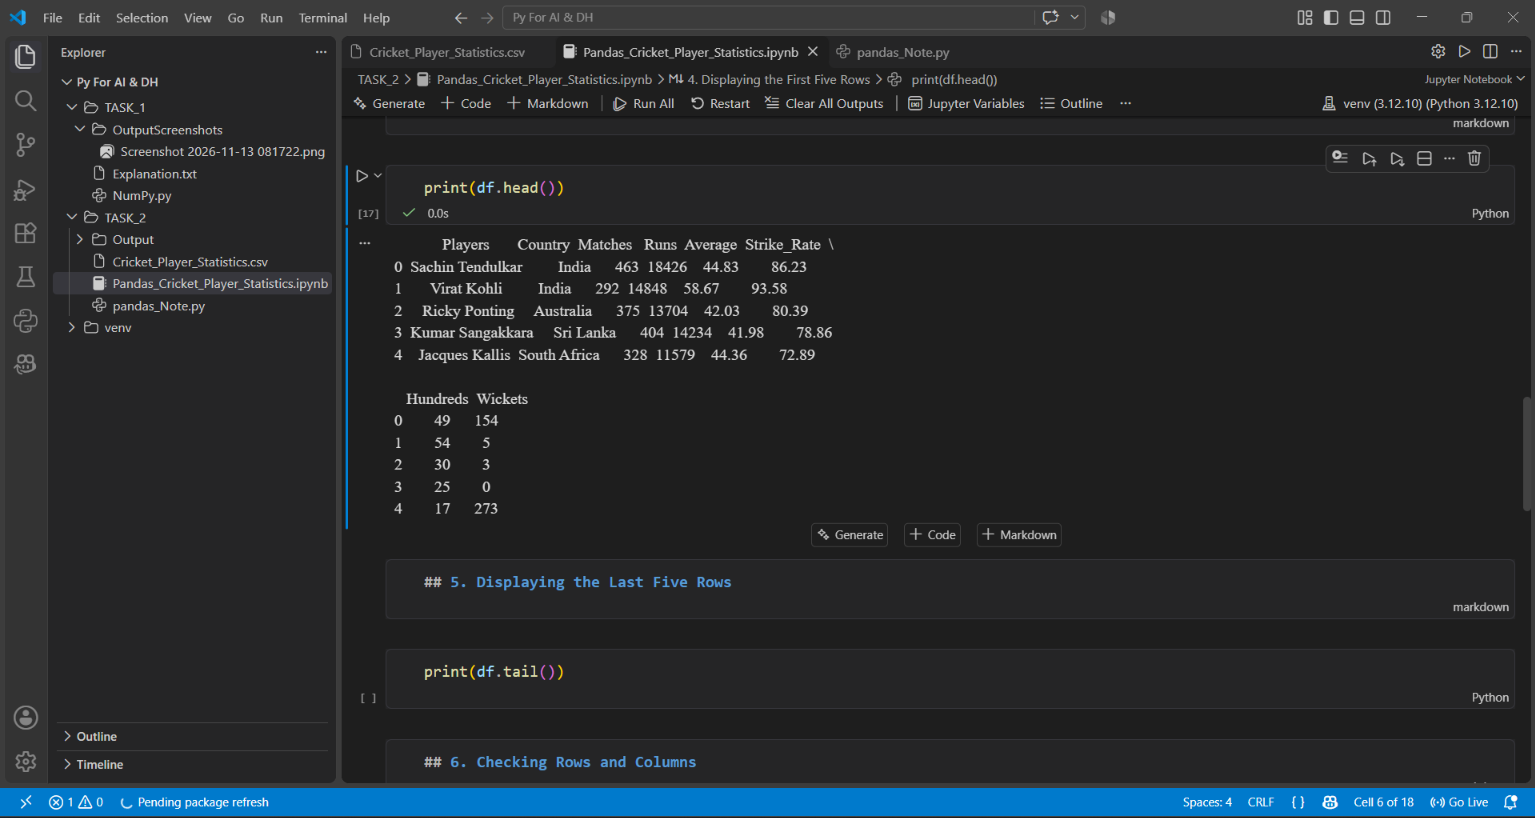 File Edit Selection View Go Run Terminal Help
Py For AI & DH
Explorer
Py For AI & DH
TASK_1
OutputScreenshots
Screenshot 2026-11-13 081722.png
Explanation.txt
NumPy.py
TASK_2
Output
Cricket_Player_Statistics.csv
Pandas_Cricket_Player_Statistics.ipynb
pandas_Note.py
venv
Outline
Timeline
Cricket_Player_Statistics.csv Pandas_Cricket_Player_Statistics.ipynb pandas_Note.py
TASK_2 > Pandas_Cricket_Player_Statistics.ipynb > M↓ 4. Displaying the First Five Rows > print(df.head())
Jupyter Notebook
Generate + Code + Markdown Run All Restart Clear All Outputs Jupyter Variables Outline ... venv (3.12.10) (Python 3.12.10)
markdown
print(df.head())
[17] 0.0s Python
Players Country Matches Runs Average Strike_Rate \
0 Sachin Tendulkar India 463 18426 44.83 86.23
1 Virat Kohli India 292 14848 58.67 93.58
2 Ricky Ponting Australia 375 13704 42.03 80.39
3 Kumar Sangakkara Sri Lanka 404 14234 41.98 78.86
4 Jacques Kallis South Africa 328 11579 44.36 72.89
Hundreds Wickets
0 49 154
1 54 5
2 30 3
3 25 0
4 17 273
Generate + Code + Markdown
## 5. Displaying the Last Five Rows
markdown
print(df.tail())
[ ] Python
## 6. Checking Rows and Columns
1 0 Pending package refresh
Spaces: 4 CRLF { } Cell 6 of 18 Go Live